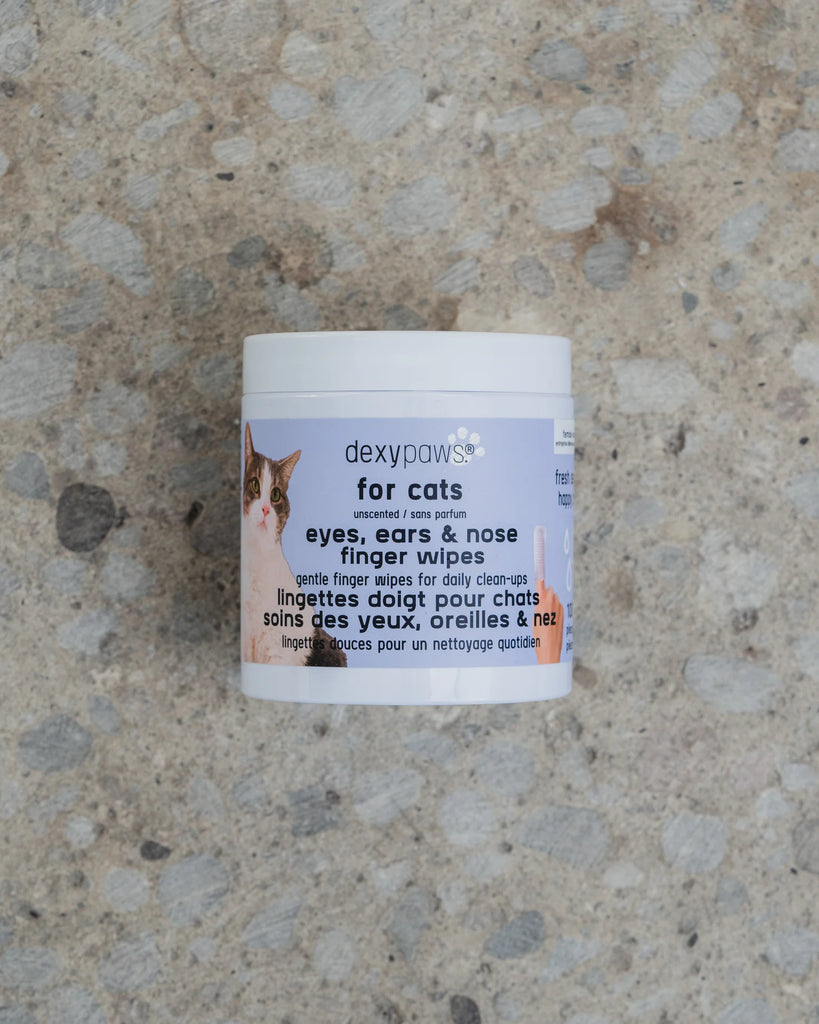 dexypaws.®
for cats
unscented / sans parfum
eyes, ears & nose
finger wipes
gentle finger wipes for daily clean-ups
lingettes doigt pour chats
soins des yeux, oreilles & nez
lingettes douces pour un nettoyage quotidien
fresh